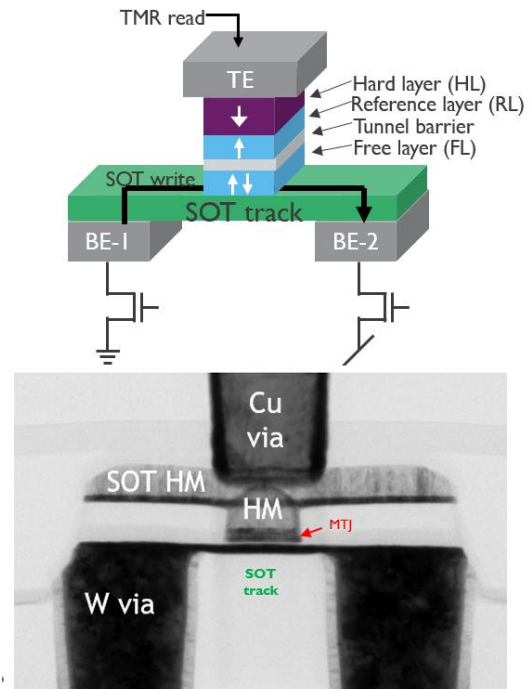 TMR read
TE
Hard layer (HL)
Reference layer (RL)
Tunnel barrier
Free layer (FL)
SOT write
SOT track
BE-1
BE-2
Cu
via
SOT HM
HM
MTJ
SOT
track
W via